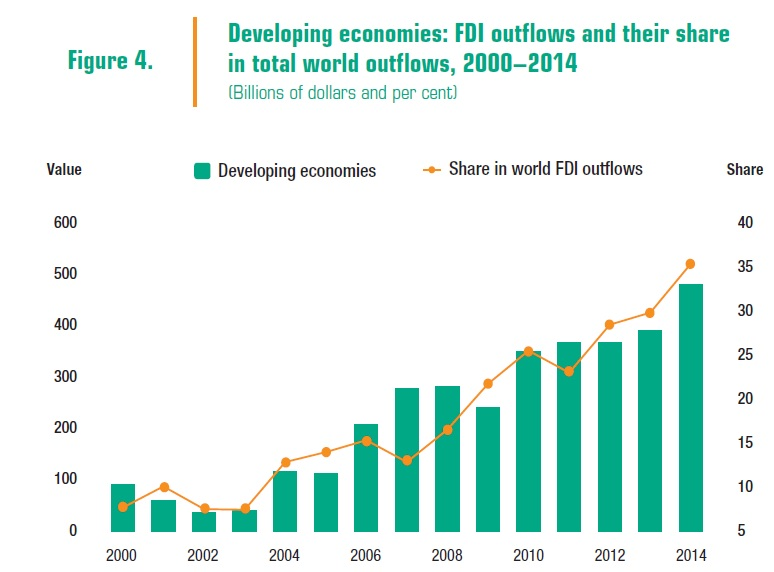 Figure 4.
Developing economies: FDI outflows and their share
in total world outflows, 2000–2014
(Billions of dollars and per cent)
Value
Developing economies
Share in world FDI outflows
Share
600
500
400
300
200
100
0
40
35
30
25
20
15
10
5
2000 2002 2004 2006 2008 2010 2012 2014